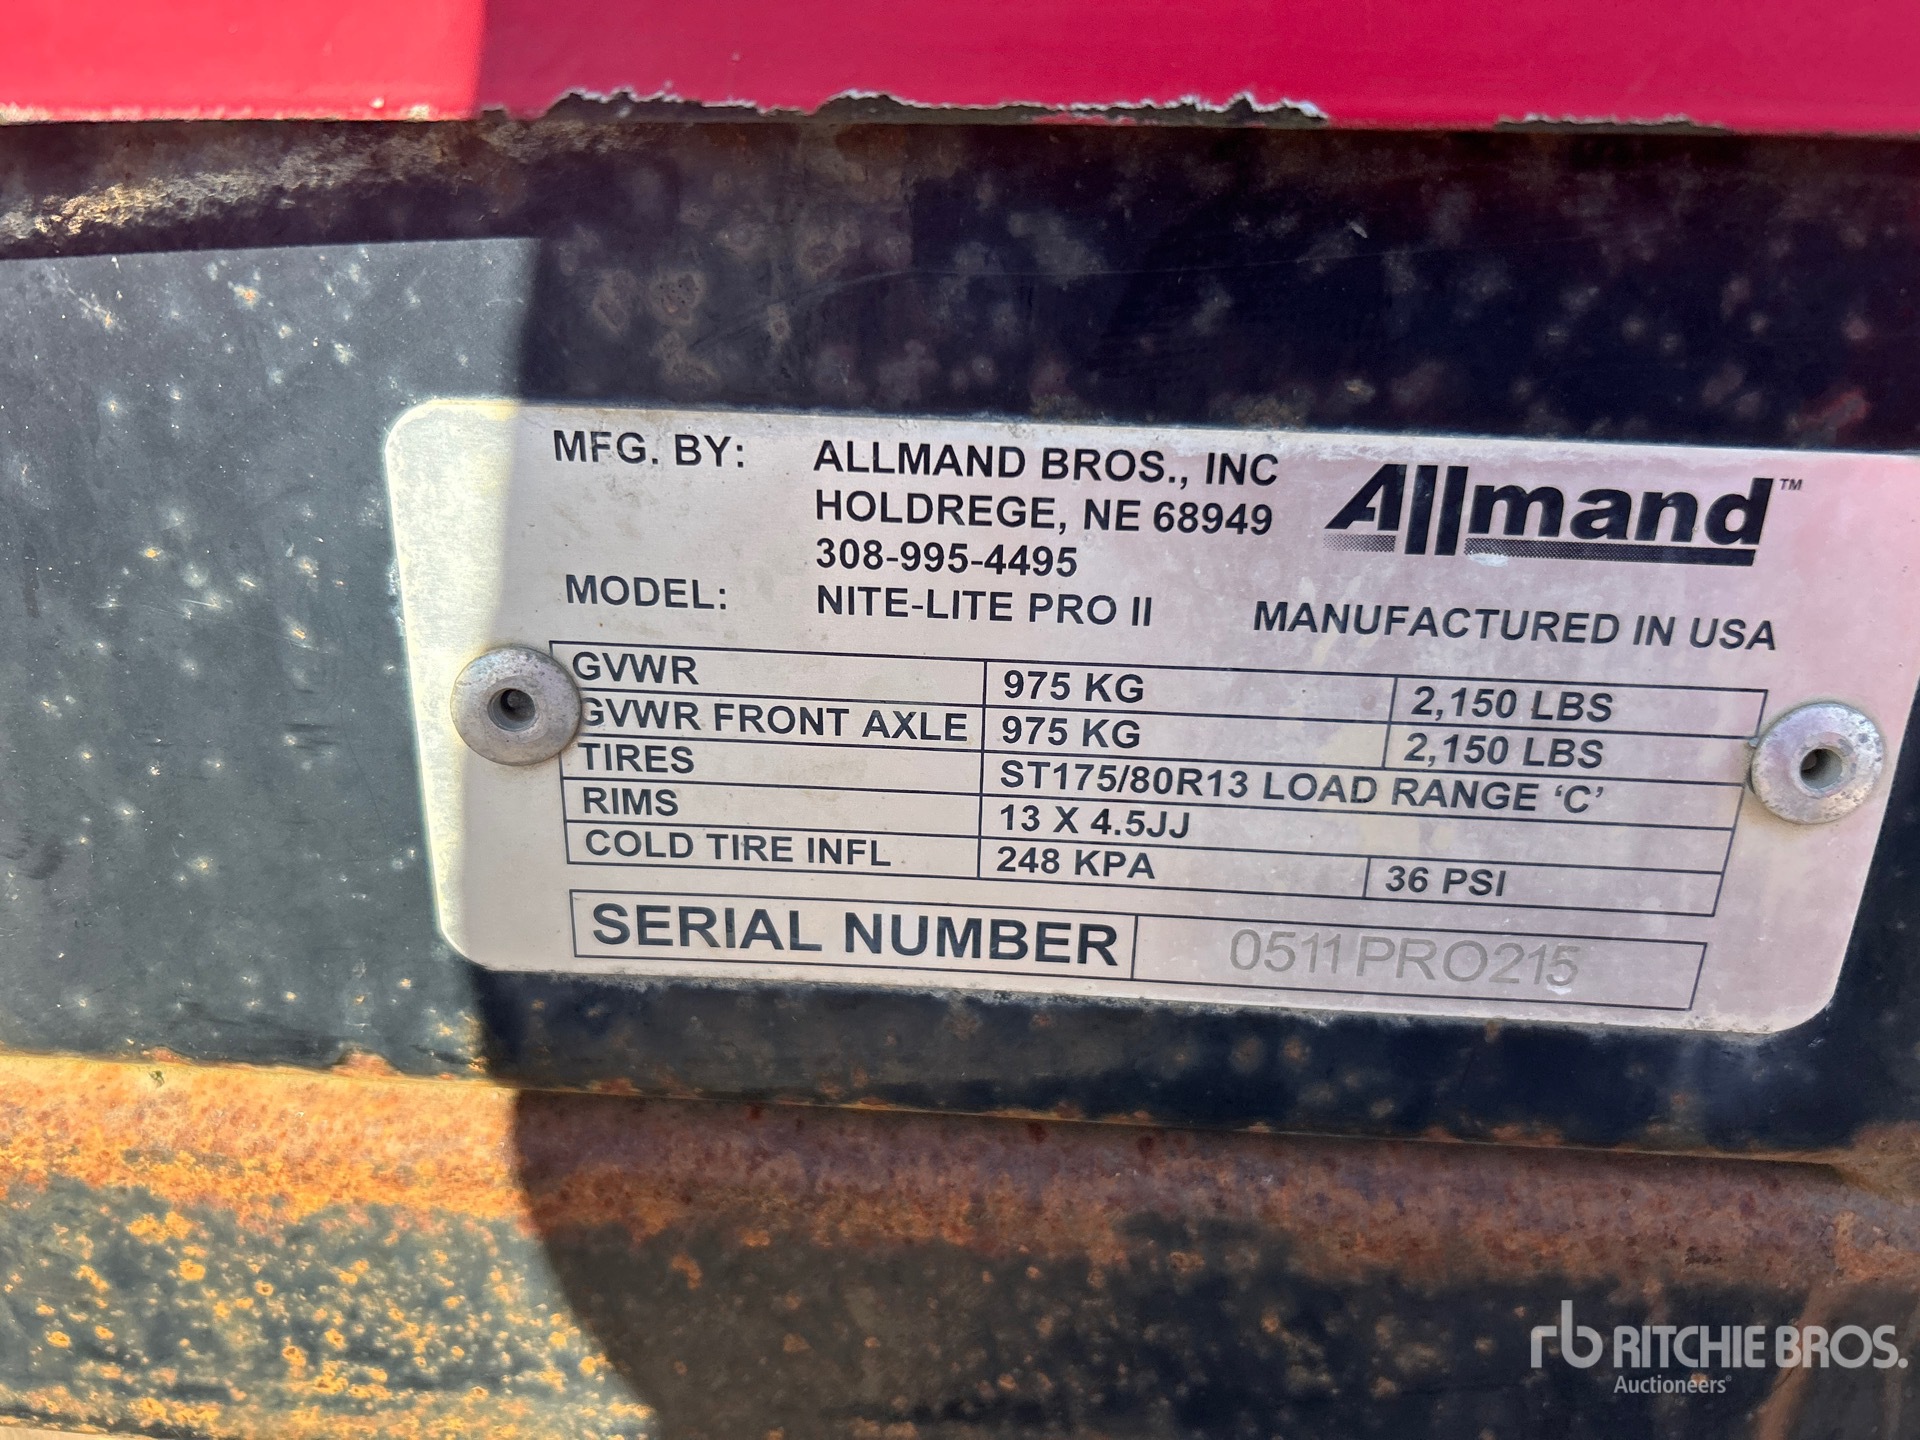 MFG. BY: ALLMAND BROS., INC
HOLDREGE, NE 68949
308-995-4495
Allmand™
MODEL: NITE-LITE PRO II
MANUFACTURED IN USA
GVWR 975 KG 2,150 LBS
GVWR FRONT AXLE 975 KG 2,150 LBS
TIRES ST175/80R13 LOAD RANGE ‘C’
RIMS 13 X 4.5JJ
COLD TIRE INFL 248 KPA 36 PSI
SERIAL NUMBER 0511PRO215
rb RITCHIE BROS.
Auctioneers